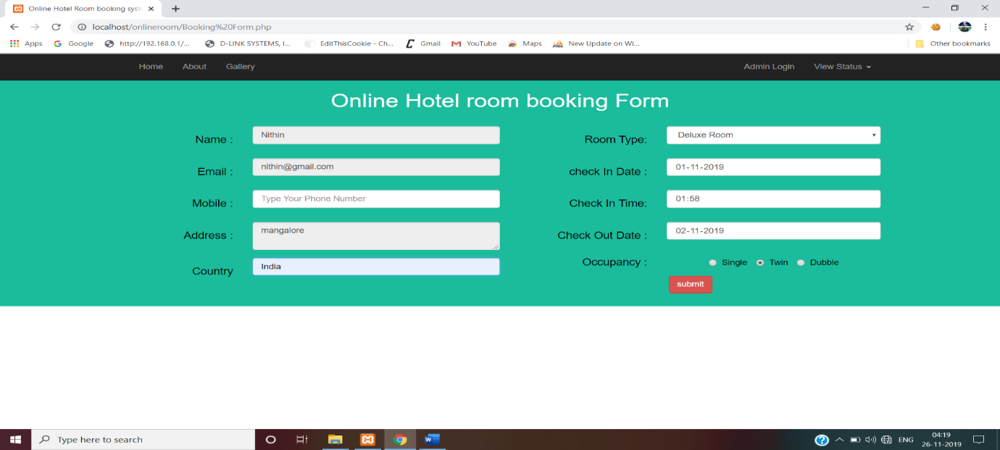 Online Hotel Room booking syst
localhost/onlineroom/Booking%20Form.php
Apps Google http://192.168.0.1/... D-LINK SYSTEMS, I... EditThisCookie - Ch... Gmail YouTube Maps New Update on Wi... Other bookmarks
Home About Gallery Admin Login View Status
Online Hotel room booking Form
Name : Nithin Room Type: Deluxe Room
Email : nithin@gmail.com check In Date : 01-11-2019
Mobile : Type Your Phone Number Check In Time: 01:58
Address : mangalore Check Out Date : 02-11-2019
Country India Occupancy : Single Twin Dubble
submit
Type here to search ENG 04:19
26-11-2019